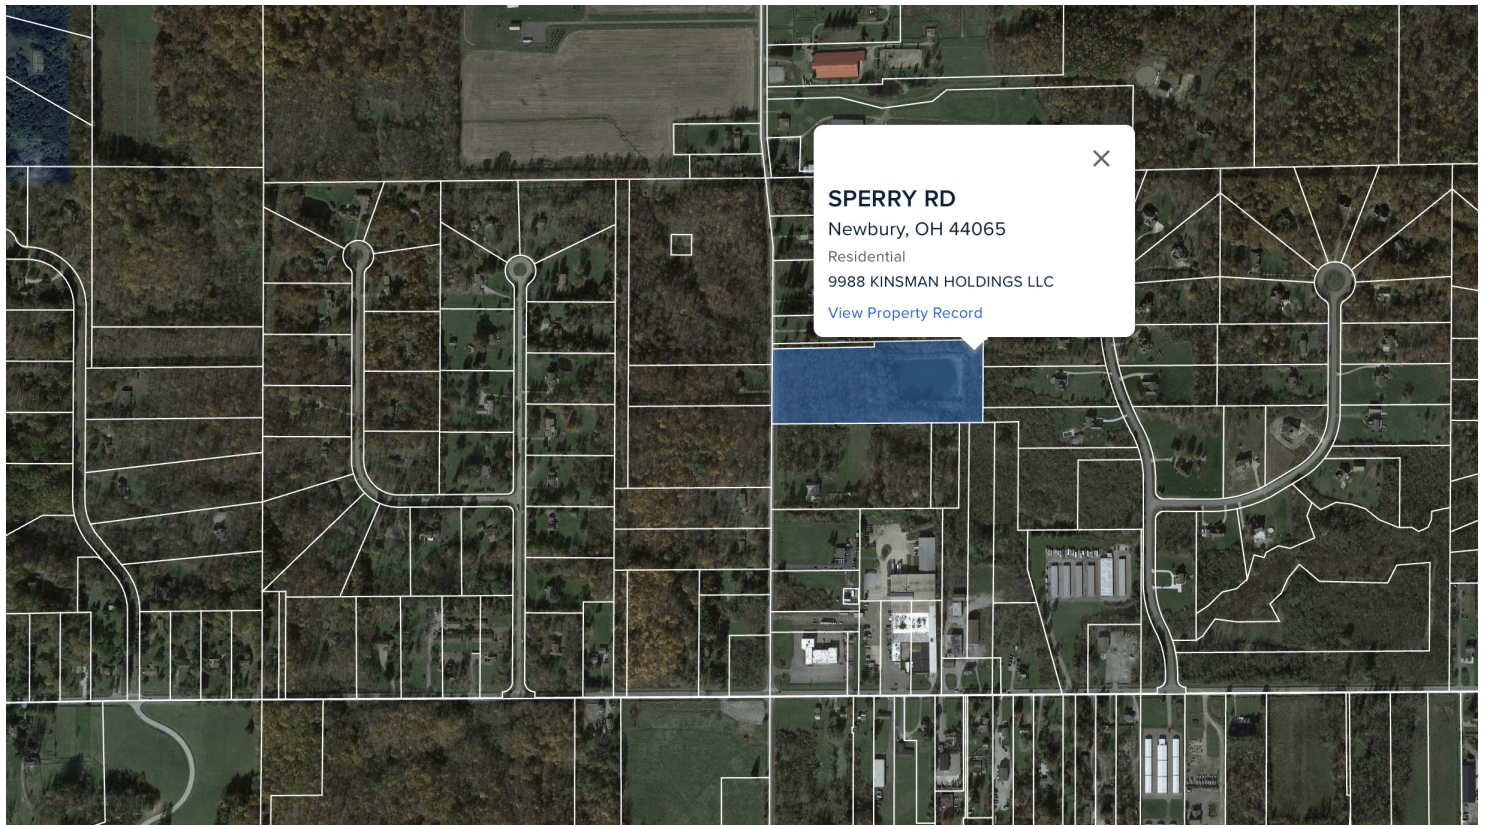 SPERRY RD
Newbury, OH 44065
Residential
9988 KINSMAN HOLDINGS LLC
View Property Record